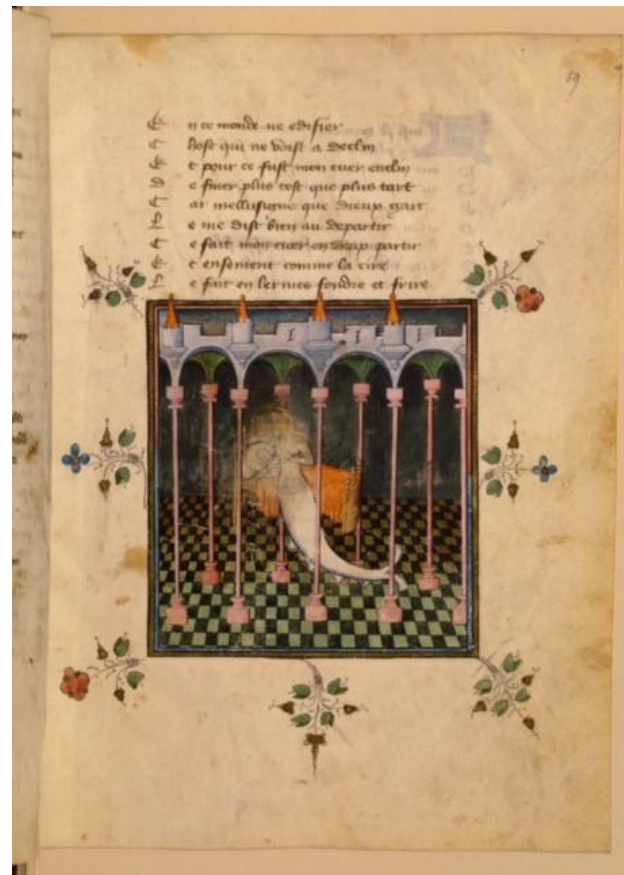 19
En ce monde ne edifier
Chose qui ne voist a declin
Et pour ce fust mon cuer enclin
De finer plus tost que plus tart
Car mellusigne que dieux gart
Le me dist bien au departir
Ce fait mon cuer en deux partir
Et ensement comme la cire
Le fait en lermes fondre et frire